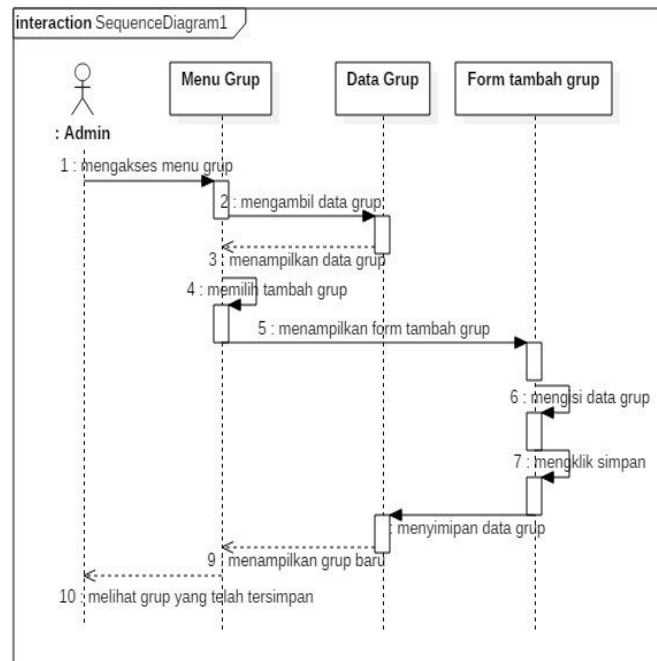 interaction SequenceDiagram1
Menu Grup
Data Grup
Form tambah grup
: Admin
1 : mengakses menu grup
2 : mengambil data grup
3 : menampilkan data grup
4 : memilih tambah grup
5 : menampilkan form tambah grup
6 : mengisi data grup
7 : mengklik simpan
: menyimipan data grup
9 : menampilkan grup baru
10 : melihat grup yang telah tersimpan